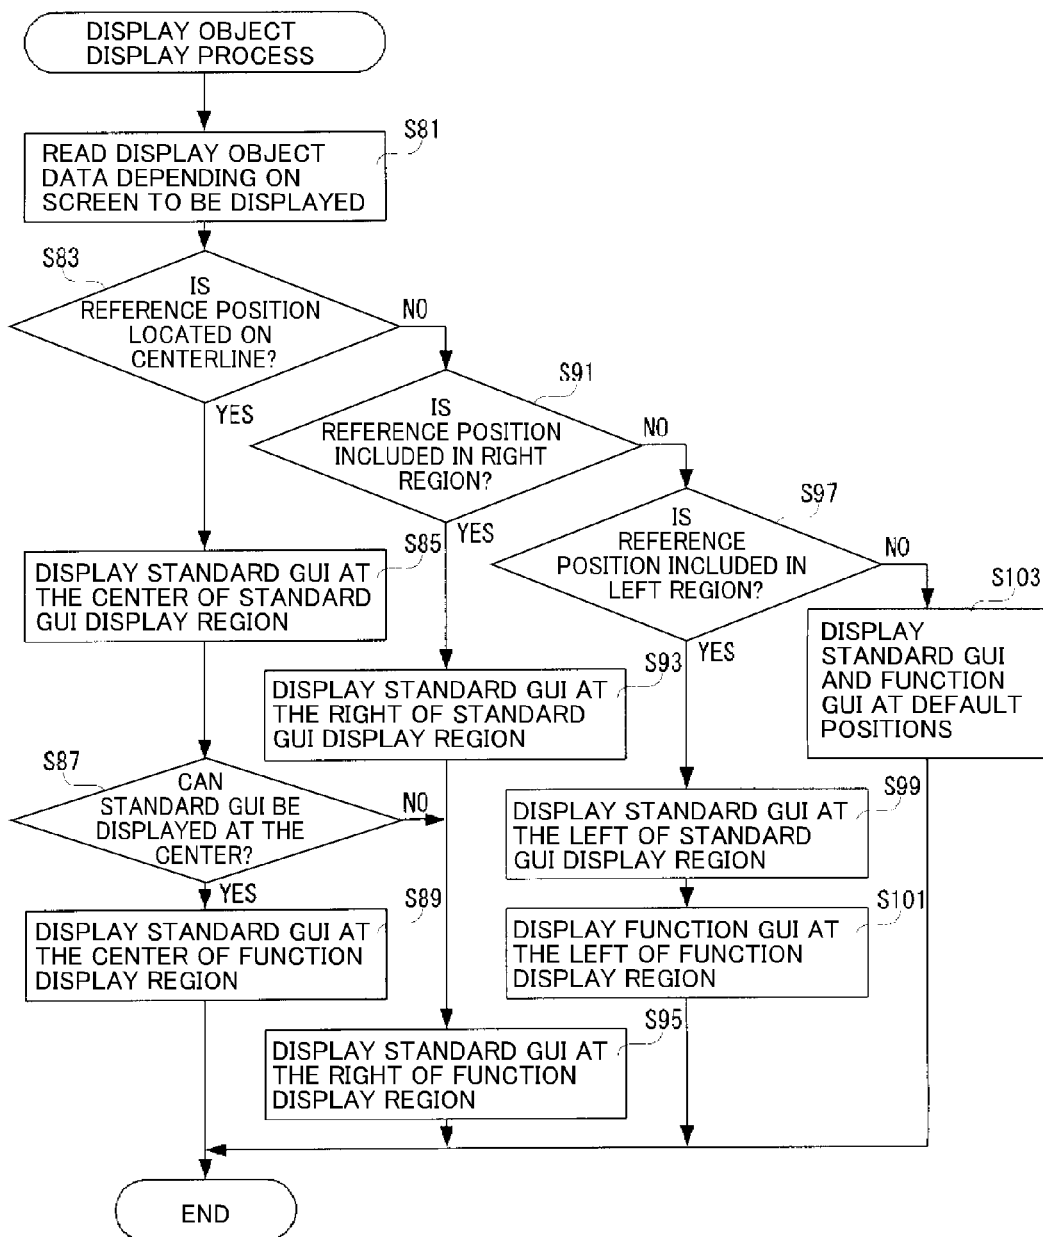 DISPLAY OBJECT
DISPLAY PROCESS
S81
READ DISPLAY OBJECT
DATA DEPENDING ON
SCREEN TO BE DISPLAYED
S83
IS
REFERENCE POSITION
LOCATED ON
CENTERLINE?
NO
YES
S91
IS
REFERENCE POSITION
INCLUDED IN RIGHT
REGION?
NO
YES
S97
IS
REFERENCE
POSITION INCLUDED IN
LEFT REGION?
NO
YES
S85
DISPLAY STANDARD GUI AT
THE CENTER OF STANDARD
GUI DISPLAY REGION
S103
DISPLAY
STANDARD GUI
AND FUNCTION
GUI AT DEFAULT
POSITIONS
S93
DISPLAY STANDARD GUI AT
THE RIGHT OF STANDARD
GUI DISPLAY REGION
S87
CAN
STANDARD GUI BE
DISPLAYED AT THE
CENTER?
NO
YES
S99
DISPLAY STANDARD GUI AT
THE LEFT OF STANDARD
GUI DISPLAY REGION
S89
DISPLAY STANDARD GUI AT
THE CENTER OF FUNCTION
DISPLAY REGION
S101
DISPLAY FUNCTION GUI AT
THE LEFT OF FUNCTION
DISPLAY REGION
S95
DISPLAY STANDARD GUI AT
THE RIGHT OF FUNCTION
DISPLAY REGION
END